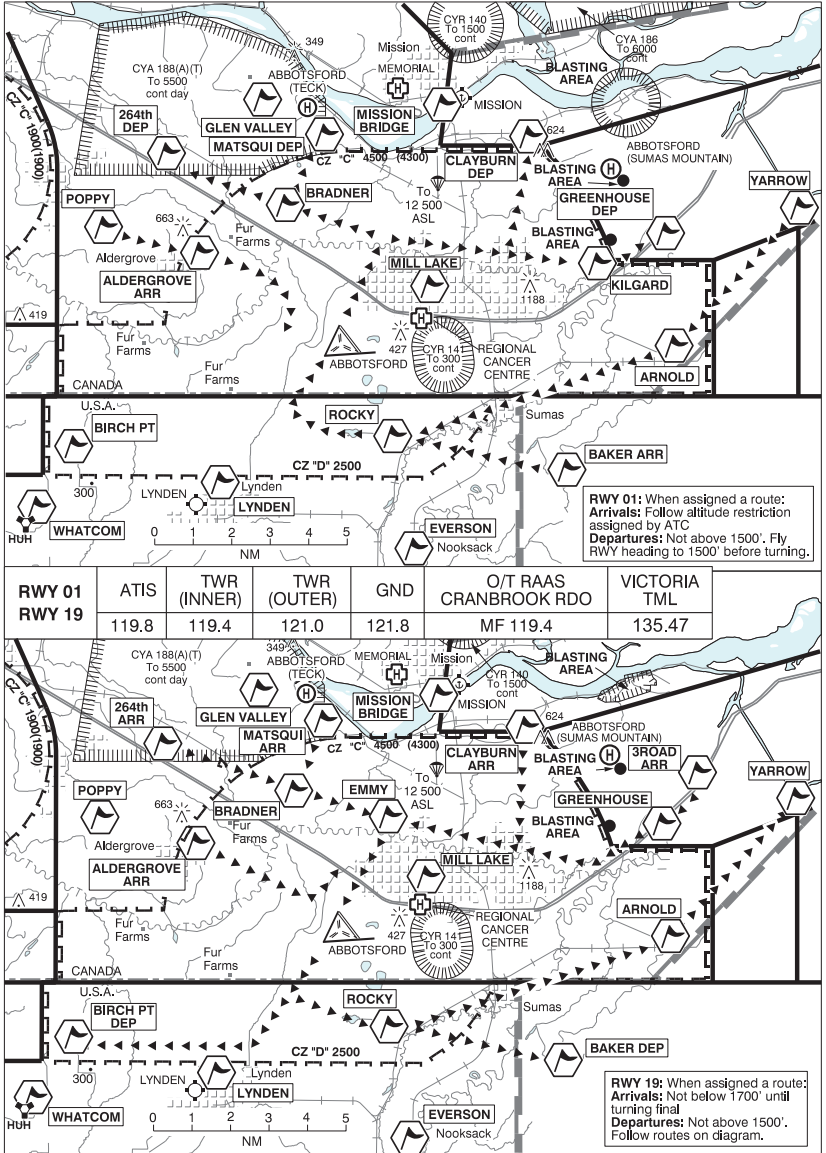 349
CYR 140
To 1500
cont
CYA 186
To 6000
cont
Mission
CYA 188(A)(T)
To 5500
cont day
ABBOTSFORD
(TECK)
H
MEMORIAL
H
BLASTING
AREA
264th
DEP
GLEN VALLEY
MATSQUI DEP
MISSION
BRIDGE
MISSION
CZ "C" 1900(1900)
CZ "C" 4500 (4300)
CLAYBURN
DEP
624
ABBOTSFORD
(SUMAS MOUNTAIN)
BLASTING
AREA
H
YARROW
POPPY
BRADNER
To
12 500
ASL
GREENHOUSE
DEP
663
Fur
Farms
BLASTING
AREA
Aldergrove
ALDERGROVE
ARR
MILL LAKE
KILGARD
1188
419
H
Fur
Farms
427
CYR 141
To 300
cont
REGIONAL
CANCER
CENTRE
ABBOTSFORD
Fur
Farms
ARNOLD
CANADA
U.S.A.
ROCKY
Sumas
BIRCH PT
BAKER ARR
CZ "D" 2500
300
LYNDEN
Lynden
LYNDEN
WHATCOM
HUH
0 1 2 3 4 5
NM
EVERSON
Nooksack
RWY 01: When assigned a route:
Arrivals: Follow altitude restriction
assigned by ATC
Departures: Not above 1500'. Fly
RWY heading to 1500' before turning.
RWY 01
RWY 19
ATIS
119.8
TWR
(INNER)
119.4
TWR
(OUTER)
121.0
GND
121.8
O/T RAAS
CRANBROOK RDO
MF 119.4
VICTORIA
TML
135.47
CYA 188(A)(T)
To 5500
cont day
349
ABBOTSFORD
(TECK)
H
MEMORIAL
H
Mission
CYR 140
To 1500
cont
BLASTING
AREA
264th
ARR
GLEN VALLEY
MATSQUI
ARR
MISSION
BRIDGE
MISSION
CZ "C" 1900(1900)
CZ "C" 4500 (4300)
CLAYBURN
ARR
624
ABBOTSFORD
(SUMAS MOUNTAIN)
BLASTING
AREA
H
3ROAD
ARR
YARROW
POPPY
BRADNER
EMMY
To
12 500
ASL
GREENHOUSE
663
Fur
Farms
BLASTING
AREA
Aldergrove
ALDERGROVE
ARR
MILL LAKE
1188
419
H
Fur
Farms
427
CYR 141
To 300
cont
REGIONAL
CANCER
CENTRE
ABBOTSFORD
Fur
Farms
ARNOLD
CANADA
U.S.A.
ROCKY
Sumas
BIRCH PT
DEP
BAKER DEP
CZ "D" 2500
300
LYNDEN
Lynden
LYNDEN
WHATCOM
HUH
0 1 2 3 4 5
NM
EVERSON
Nooksack
RWY 19: When assigned a route:
Arrivals: Not below 1700' until
turning final
Departures: Not above 1500'.
Follow routes on diagram.